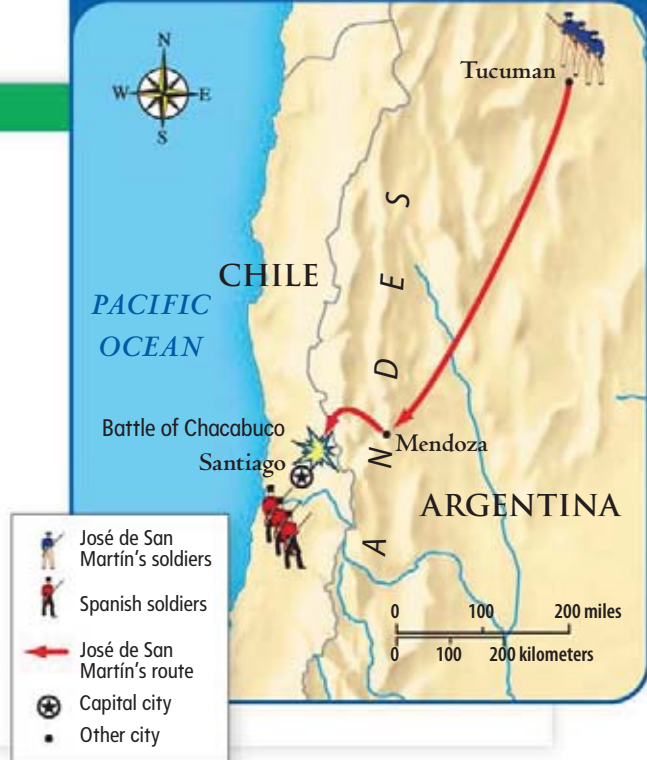 N
W
E
S
Tucuman
CHILE
PACIFIC
OCEAN
ANDES
Battle of Chacabuco
Santiago
Mendoza
ARGENTINA
0 100 200 miles
0 100 200 kilometers
José de San
Martín's soldiers
Spanish soldiers
José de San
Martín's route
Capital city
Other city